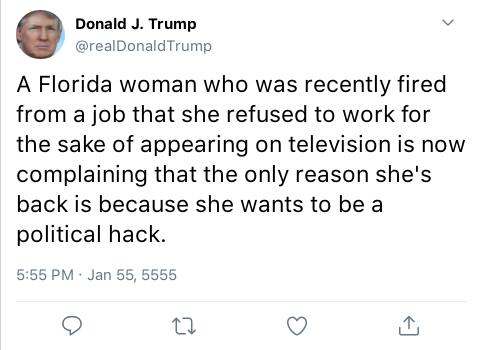 Donald J. Trump
@realDonaldTrump
A Florida woman who was recently fired
from a job that she refused to work for
the sake of appearing on television is now
complaining that the only reason she's
back is because she wants to be a
political hack.
5:55 PM · Jan 55, 5555